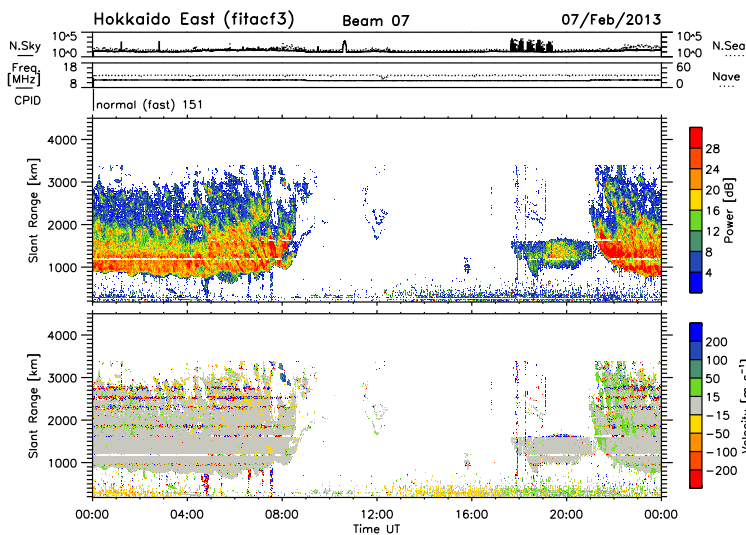 Hokkaido East (fitacf3) Beam 07 07/Feb/2013
N.Sky 10^5 10^0 10^5 10^0 N.Sea
Freq. [MHz] 18 8 60 0 Nave
CPID normal (fast) 151
Slant Range [km] 4000 3000 2000 1000
Power [dB] 28 24 20 16 12 8 4
Slant Range [km] 4000 3000 2000 1000
Velocity [m s^-1] 200 100 50 15 -15 -50 -100 -200
00:00 04:00 08:00 12:00 16:00 20:00 00:00
Time UT